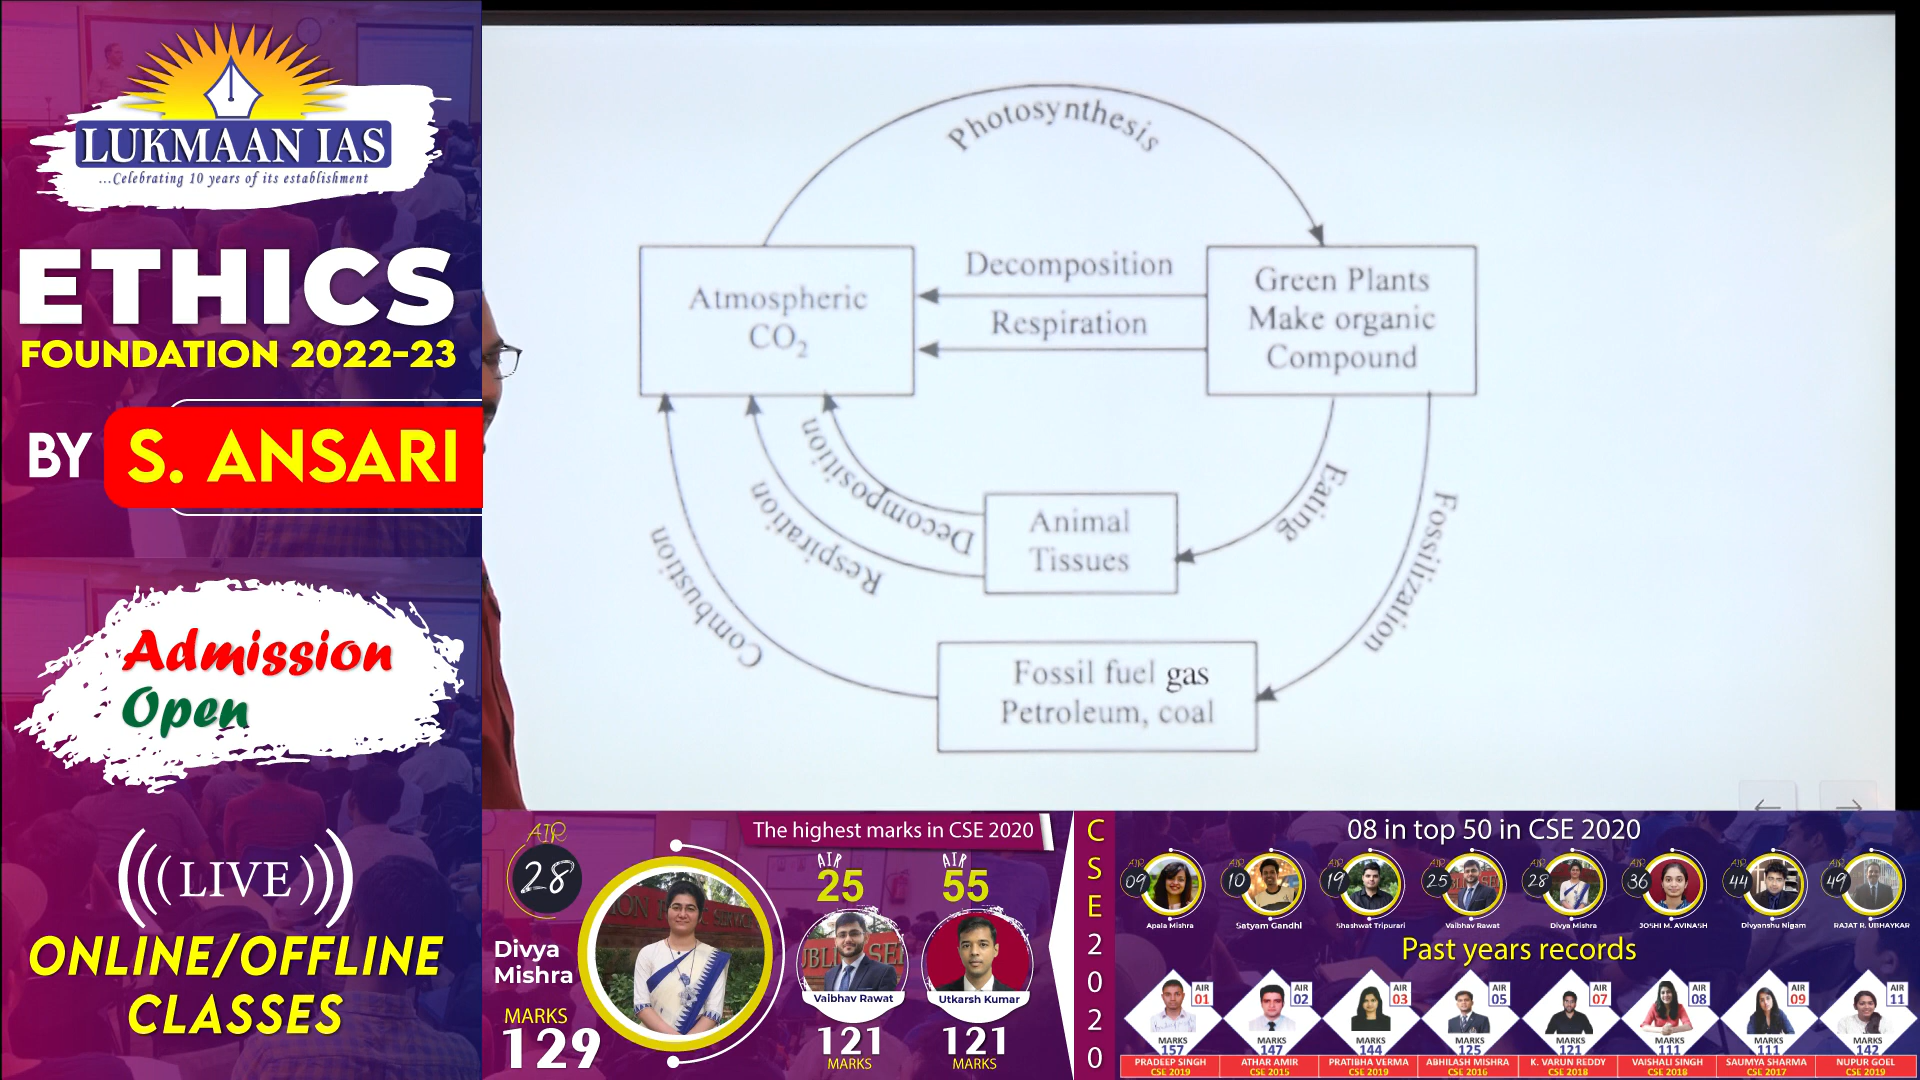 LUKMAAN IAS
...Celebrating 10 years of its establishment
ETHICS
FOUNDATION 2022-23
BY S. ANSARI
Admission
Open
(((LIVE)))
ONLINE/OFFLINE
CLASSES
Photosynthesis
Atmospheric
CO2
Decomposition
Respiration
Green Plants
Make organic
Compound
Decomposition
Respiration
Combustion
Eating
Fossilization
Animal
Tissues
Fossil fuel gas
Petroleum, coal
AIR
28
Divya
Mishra
MARKS
129
The highest marks in CSE 2020
AIR
25
Vaibhav Rawat
121
MARKS
AIR
55
Utkarsh Kumar
121
MARKS
CSE2020
08 in top 50 in CSE 2020
AIR 09
AIR 10
AIR 19
AIR 25
AIR 28
AIR 36
AIR 44
AIR 49
Apala Mishra
Satyam Gandhi
Shashwat Tripurari
Vaibhav Rawat
Divya Mishra
JOSHI M. AVINASH
Divyanshu Nigam
RAJAT R. UBHAYKAR
Past years records
AIR 01
MARKS
157
PRADEEP SINGH
CSE 2019
AIR 02
MARKS
147
ATHAR AMIR
CSE 2015
AIR 03
MARKS
144
PRATIBHA VERMA
CSE 2019
AIR 05
MARKS
125
ABHILASH MISHRA
CSE 2016
AIR 07
MARKS
121
K. VARUN REDDY
CSE 2018
AIR 08
MARKS
111
VAISHALI SINGH
CSE 2018
AIR 09
MARKS
111
SAUMYA SHARMA
CSE 2017
AIR 11
MARKS
142
NUPUR GOEL
CSE 2019